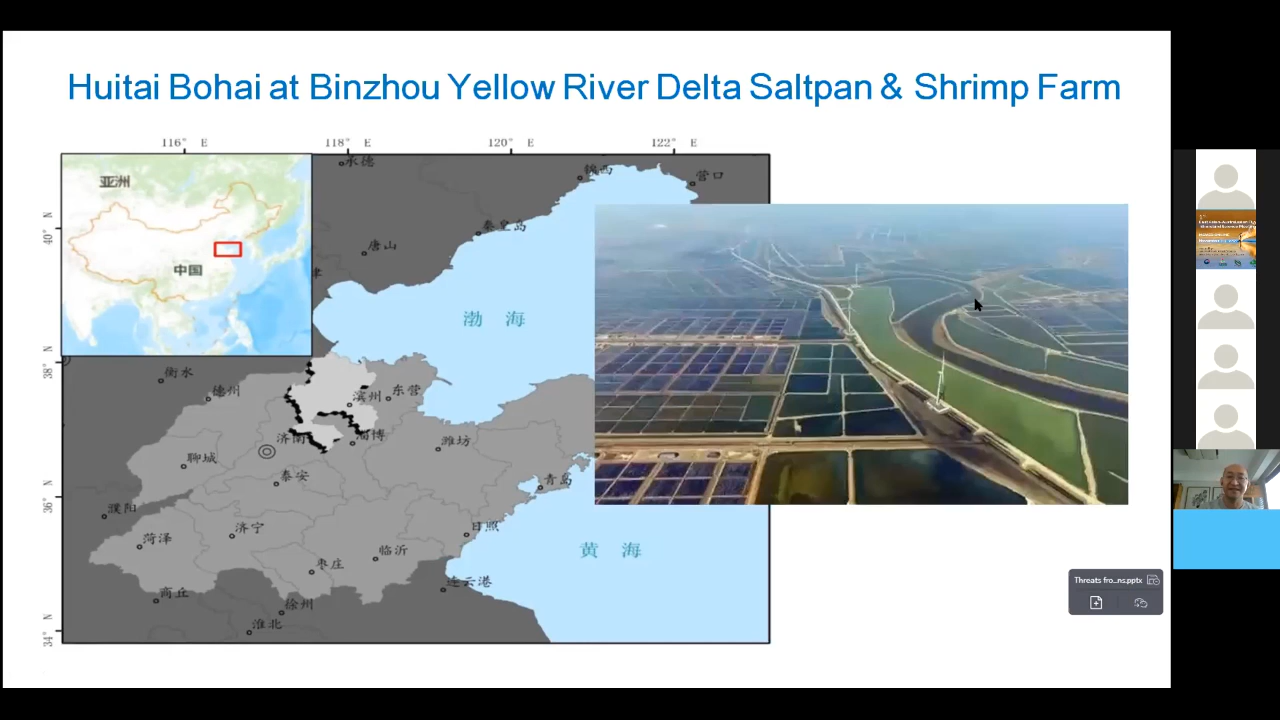 Huitai Bohai at Binzhou Yellow River Delta Saltpan & Shrimp Farm
116° E
118° E
120° E
122° E
40° N
38° N
36° N
34° N
亚洲
中国
承德
锦西
营口
秦皇岛
唐山
津
渤 海
衡水
德州
滨州
东营
济南
淄博
潍坊
聊城
泰安
青岛
濮阳
菏泽
济宁
日照
临沂
枣庄
黄 海
商丘
连云港
徐州
淮北
Threats fro...ns.pptx